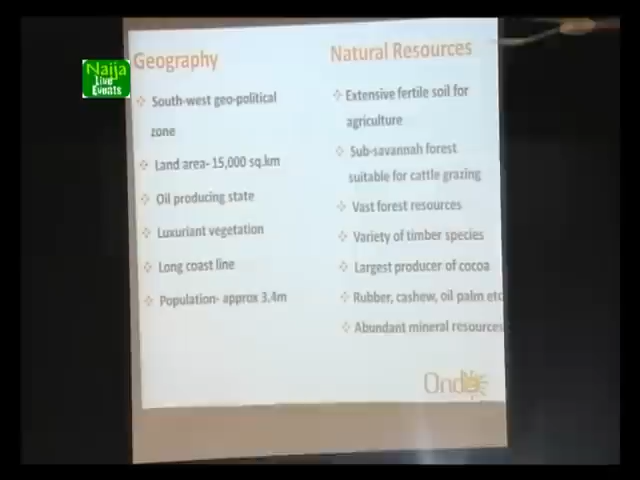 Naija
Live
Events
Geography
South-west geo-political
zone
Land area- 15,000 sq.km
Oil producing state
Luxuriant vegetation
Long coast line
Population- approx 3.4m
Natural Resources
Extensive fertile soil for
agriculture
Sub-savannah forest
suitable for cattle grazing
Vast forest resources
Variety of timber species
Largest producer of cocoa
Rubber, cashew, oil palm etc
Abundant mineral resources
Ondo